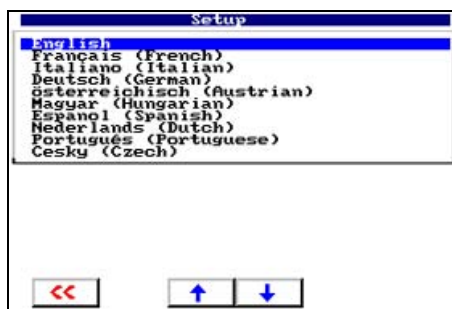 Setup
English
Français (French)
Italiano (Italian)
Deutsch (German)
österreichisch (Austrian)
Magyar (Hungarian)
Espanol (Spanish)
Nederlands (Dutch)
Português (Portuguese)
Cesky (Czech)
<<